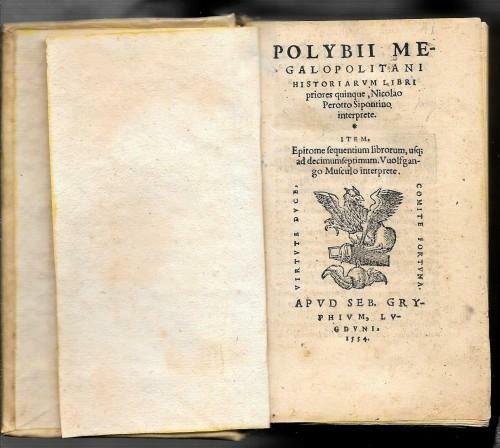 POLYBII ME-
GALOPOLITANI
HISTORIARVM LIBRI
priores quinque, Nicolao
Perotto Sipontino
interprete.
*
ITEM,
Epitome sequentium librorum, usq;
ad decimumseptimum. Vuolfgan-
go Musculo interprete.
VIRTVTE DVCE,
COMITE FORTVNA.
APVD SEB. GRY-
PHIVM, LV-
GDVNI,
1554.